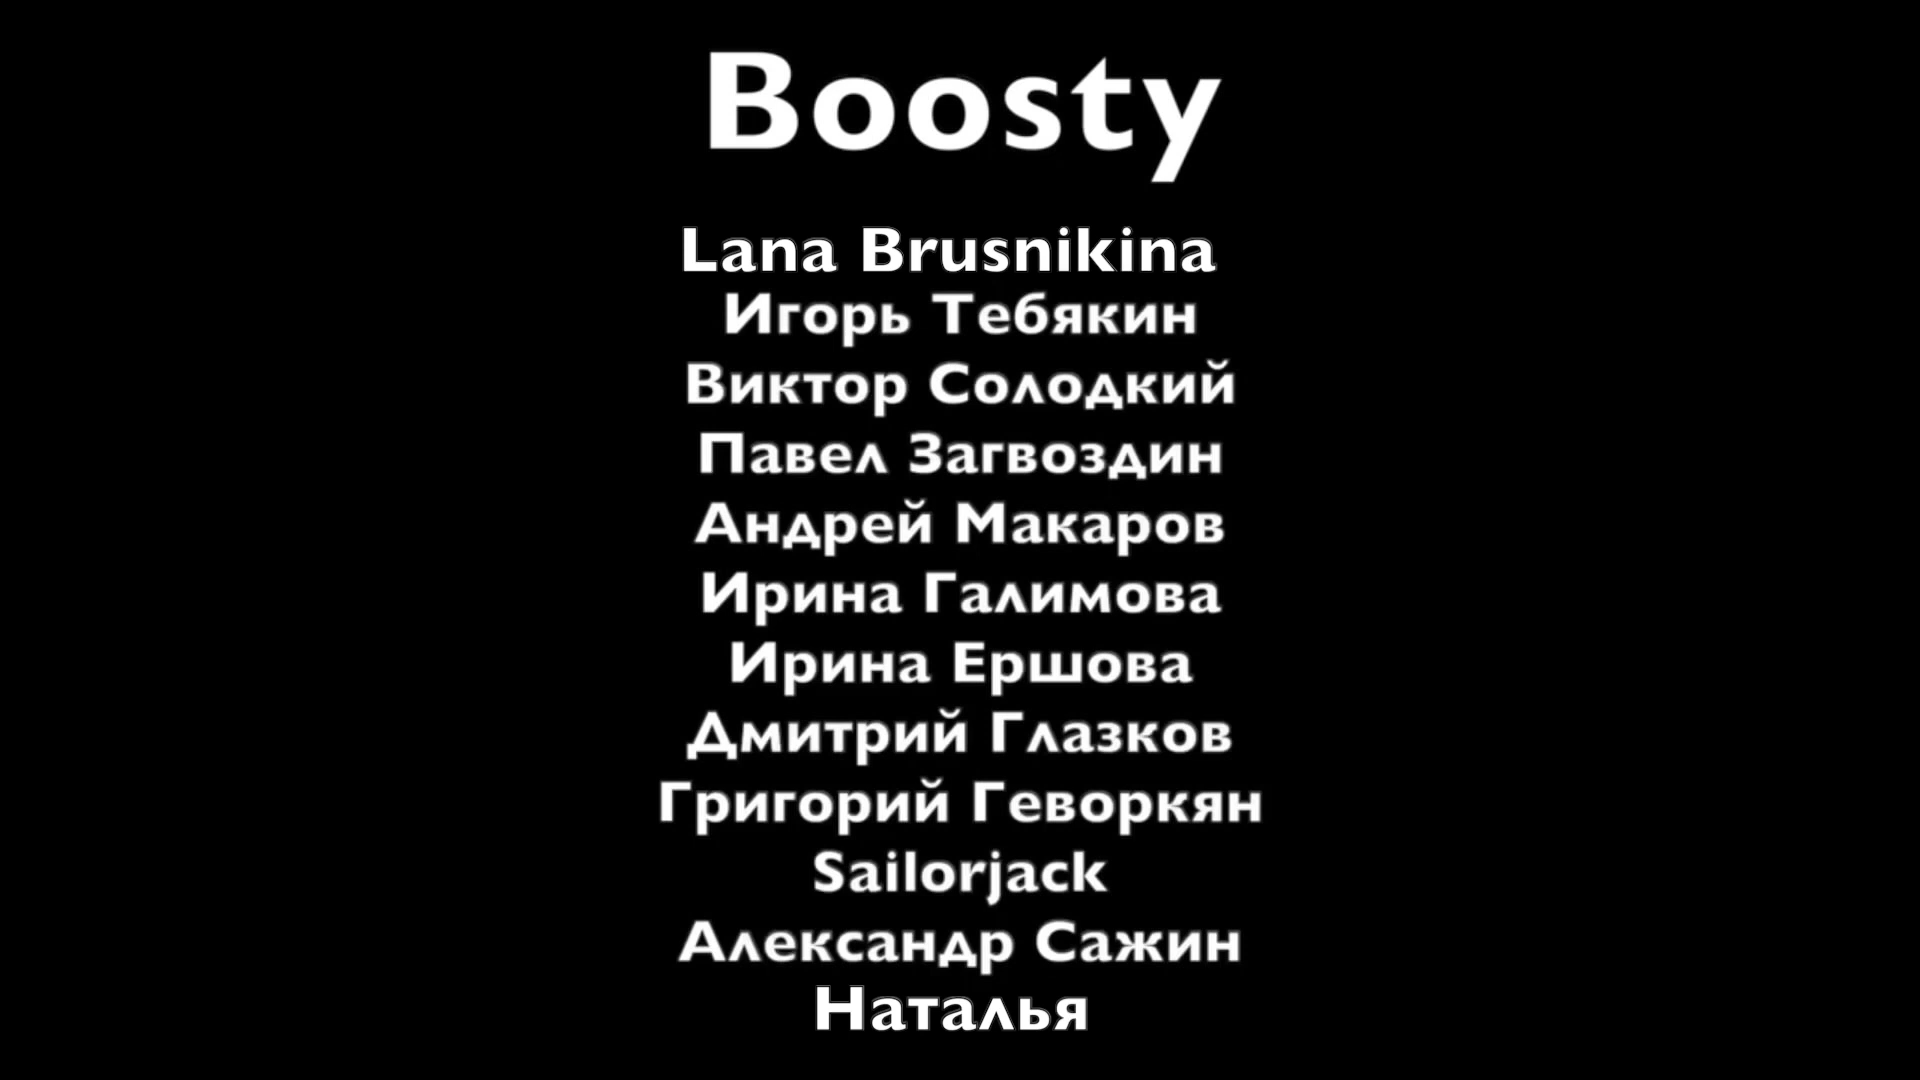 Boosty
Lana Brusnikina
Игорь Тебякин
Виктор Солодкий
Павел Загвоздин
Андрей Макаров
Ирина Галимова
Ирина Ершова
Дмитрий Глазков
Григорий Геворкян
Sailorjack
Александр Сажин
Наталья